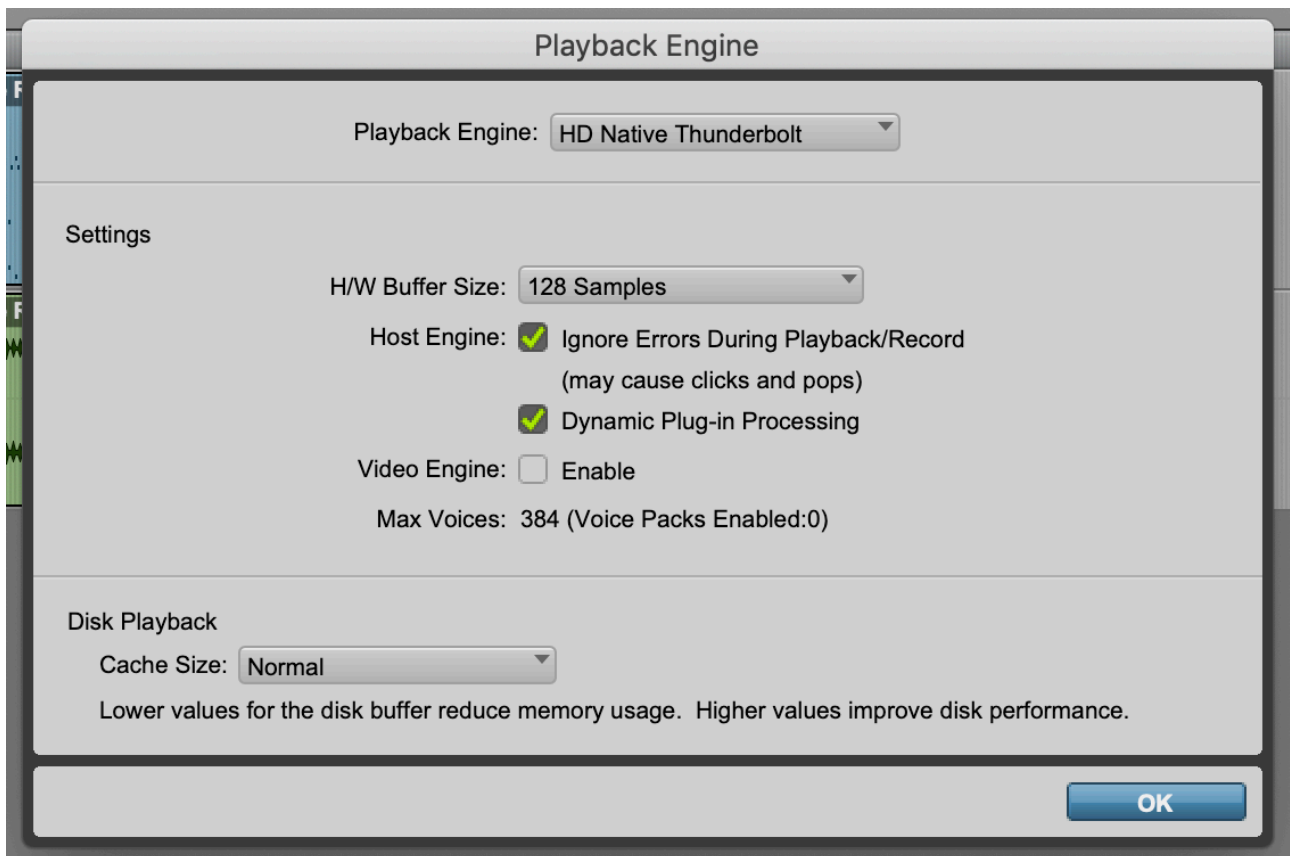 Playback Engine
Playback Engine: HD Native Thunderbolt
Settings
H/W Buffer Size: 128 Samples
Host Engine: Ignore Errors During Playback/Record
(may cause clicks and pops)
Dynamic Plug-in Processing
Video Engine: Enable
Max Voices: 384 (Voice Packs Enabled:0)
Disk Playback
Cache Size: Normal
Lower values for the disk buffer reduce memory usage.  Higher values improve disk performance.
OK